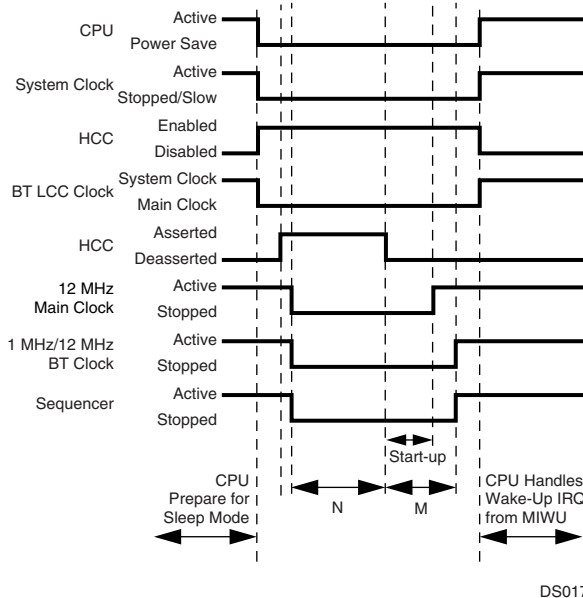 CPU
Active
Power Save
System Clock
Active
Stopped/Slow
HCC
Enabled
Disabled
BT LCC Clock
System Clock
Main Clock
HCC
Asserted
Deasserted
12 MHz
Main Clock
Active
Stopped
1 MHz/12 MHz
BT Clock
Active
Stopped
Sequencer
Active
Stopped
Start-up
CPU
Prepare for
Sleep Mode
N
M
CPU Handles
Wake-Up IRQ
from MIWU
DS017